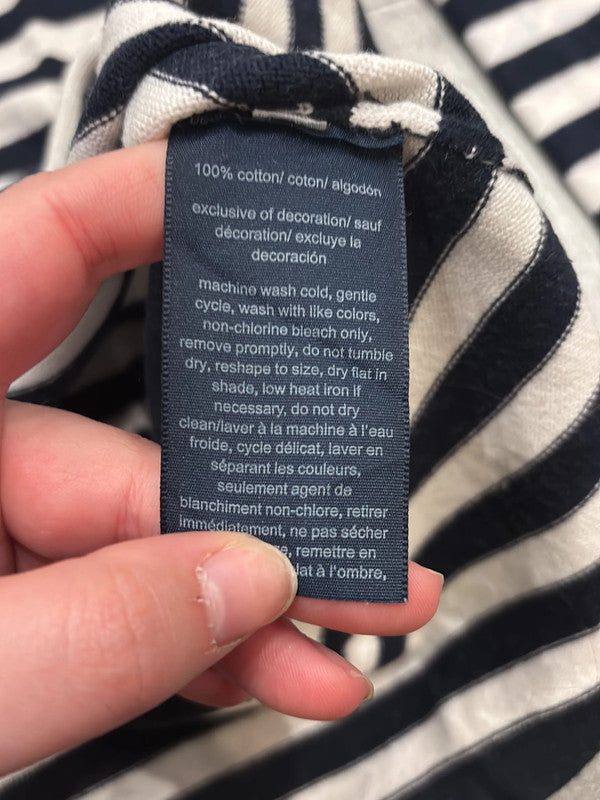 100% cotton/ coton/ algodón
exclusive of decoration/ sauf
décoration/ excluye la
decoración
machine wash cold, gentle
cycle, wash with like colors,
non-chlorine bleach only,
remove promptly, do not tumble
dry, reshape to size, dry flat in
shade, low heat iron if
necessary, do not dry
clean/laver à la machine à l'eau
froide, cycle délicat, laver en
séparant les couleurs,
seulement agent de
blanchiment non-chlore, retirer
immédiatement, ne pas sécher
remettre en
à l'ombre,